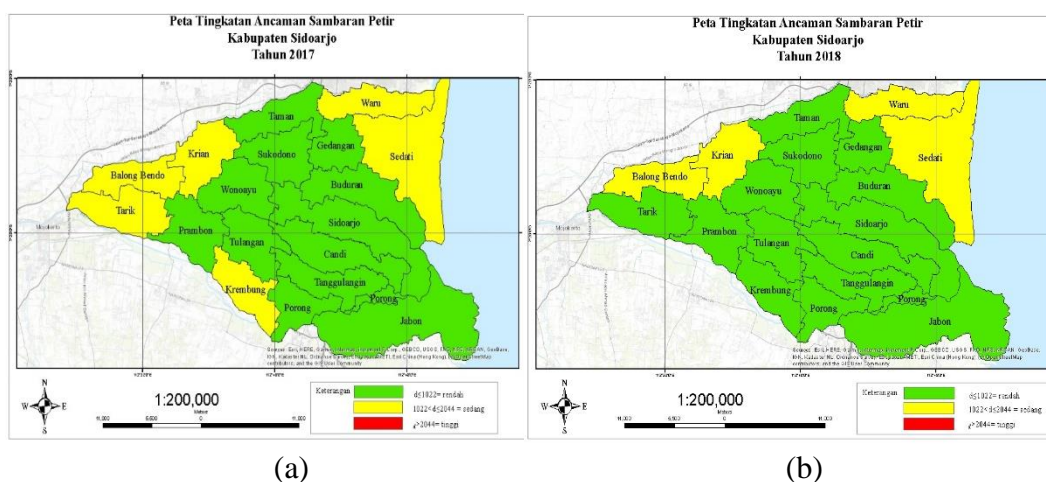 Peta Tingkatan Ancaman Sambaran Petir
Kabupaten Sidoarjo
Tahun 2017
Waru
Taman
Gedangan
Krian
Sukodono
Sedati
Balong Bendo
Wonoayu
Buduran
Tarik
Sidoarjo
Prambon
Tulangan
Candi
Krembung
Tanggulangin
Porong
Porong
Jabon
N
W E
S
1:200,000
Meters
Keterangan
d≤1022= rendah
1022<d≤2044 = sedang
>2044= tinggi
(a)
Peta Tingkatan Ancaman Sambaran Petir
Kabupaten Sidoarjo
Tahun 2018
Waru
Taman
Gedangan
Krian
Sukodono
Sedati
Balong Bendo
Wonoayu
Buduran
Tarik
Sidoarjo
Prambon
Tulangan
Candi
Krembung
Tanggulangin
Porong
Porong
Jabon
N
W E
S
1:200,000
Meters
Keterangan
d≤1022= rendah
1022<d≤2044 = sedang
>2044= tinggi
(b)